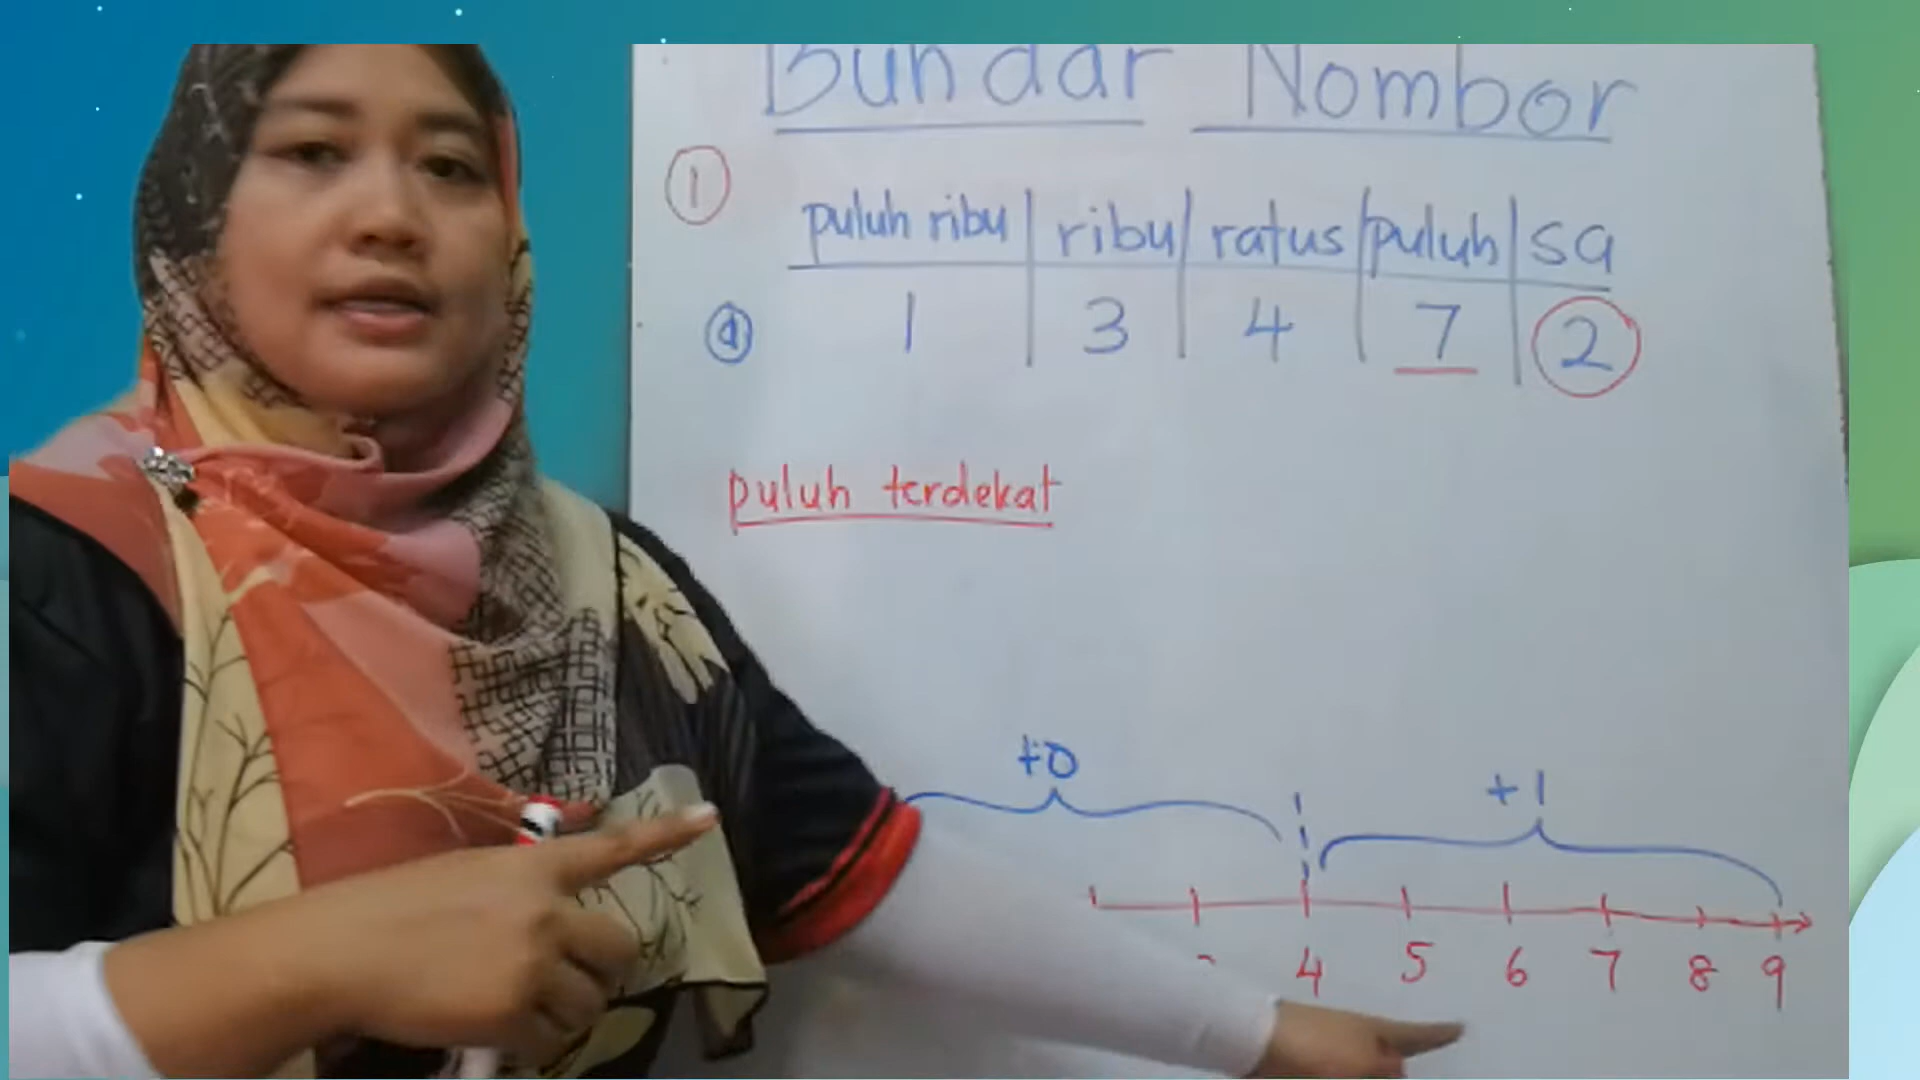 Bundar Nombor
1
puluh ribu ribu ratus puluh sa
a 1 3 4 7 2
puluh terdekat
+0 +1
4 5 6 7 8 9